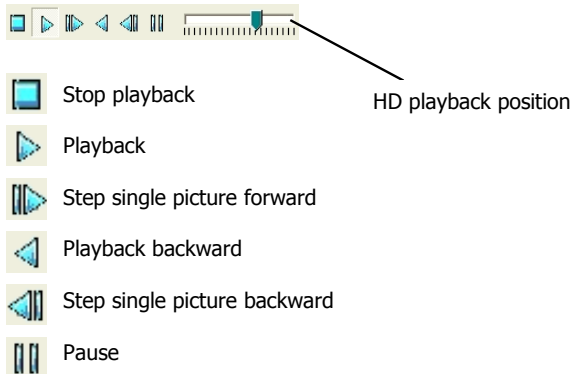 HD playback position
Stop playback
Playback
Step single picture forward
Playback backward
Step single picture backward
Pause